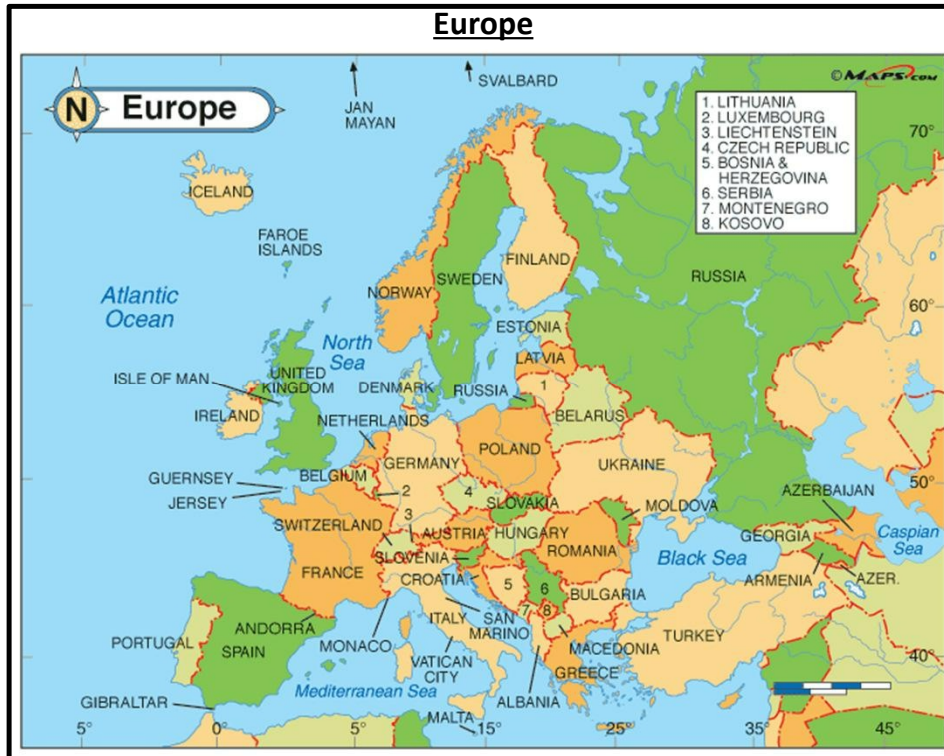 Europe
© MAPS.COM
N
Europe
JAN
MAYAN
SVALBARD
1. LITHUANIA
2. LUXEMBOURG
3. LIECHTENSTEIN
4. CZECH REPUBLIC
5. BOSNIA &
HERZEGOVINA
6. SERBIA
7. MONTENEGRO
8. KOSOVO
70°
ICELAND
FAROE
ISLANDS
FINLAND
SWEDEN
NORWAY
RUSSIA
Atlantic
Ocean
60°
ESTONIA
North
Sea
LATVIA
ISLE OF MAN
UNITED
KINGDOM
DENMARK
RUSSIA
1
IRELAND
BELARUS
NETHERLANDS
POLAND
GERMANY
UKRAINE
BELGIUM
GUERNSEY
JERSEY
2
4
SLOVAKIA
50°
AZERBAIJAN
MOLDOVA
3
SWITZERLAND
AUSTRIA
HUNGARY
GEORGIA
Caspian
Sea
SLOVENIA
ROMANIA
Black Sea
FRANCE
CROATIA
ARMENIA
AZER.
5
6
BULGARIA
7
8
ANDORRA
MONACO
ITALY
SAN
MARINO
TURKEY
PORTUGAL
SPAIN
VATICAN
CITY
MACEDONIA
GREECE
40°
ALBANIA
Mediterranean Sea
GIBRALTAR
MALTA
5°
0°
15°
25°
35°
45°